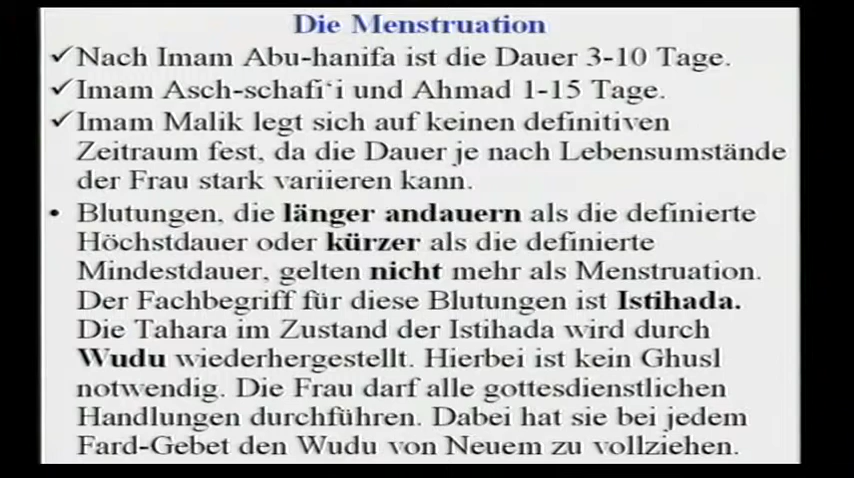 Die Menstruation
✓Nach Imam Abu-hanifa ist die Dauer 3-10 Tage.
✓Imam Asch-schafi‘i und Ahmad 1-15 Tage.
✓Imam Malik legt sich auf keinen definitiven
Zeitraum fest, da die Dauer je nach Lebensumstände
der Frau stark variieren kann.
• Blutungen, die länger andauern als die definierte
Höchstdauer oder kürzer als die definierte
Mindestdauer, gelten nicht mehr als Menstruation.
Der Fachbegriff für diese Blutungen ist Istihada.
Die Tahara im Zustand der Istihada wird durch
Wudu wiederhergestellt. Hierbei ist kein Ghusl
notwendig. Die Frau darf alle gottesdienstlichen
Handlungen durchführen. Dabei hat sie bei jedem
Fard-Gebet den Wudu von Neuem zu vollziehen.